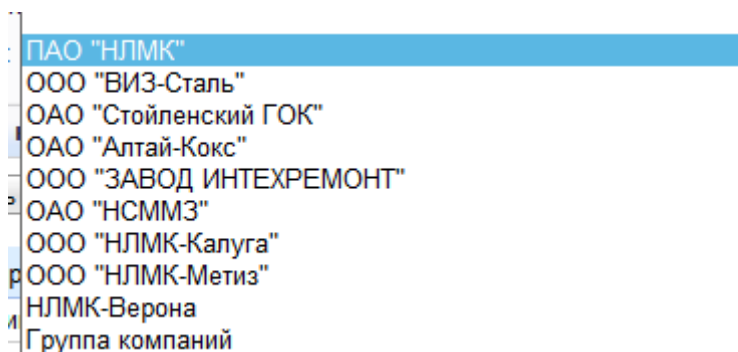 ПАО "НЛМК"
ООО "ВИЗ-Сталь"
ОАО "Стойленский ГОК"
ОАО "Алтай-Кокс"
ООО "ЗАВОД ИНТЕХРЕМОНТ"
ОАО "НСММЗ"
ООО "НЛМК-Калуга"
ООО "НЛМК-Метиз"
НЛМК-Верона
Группа компаний